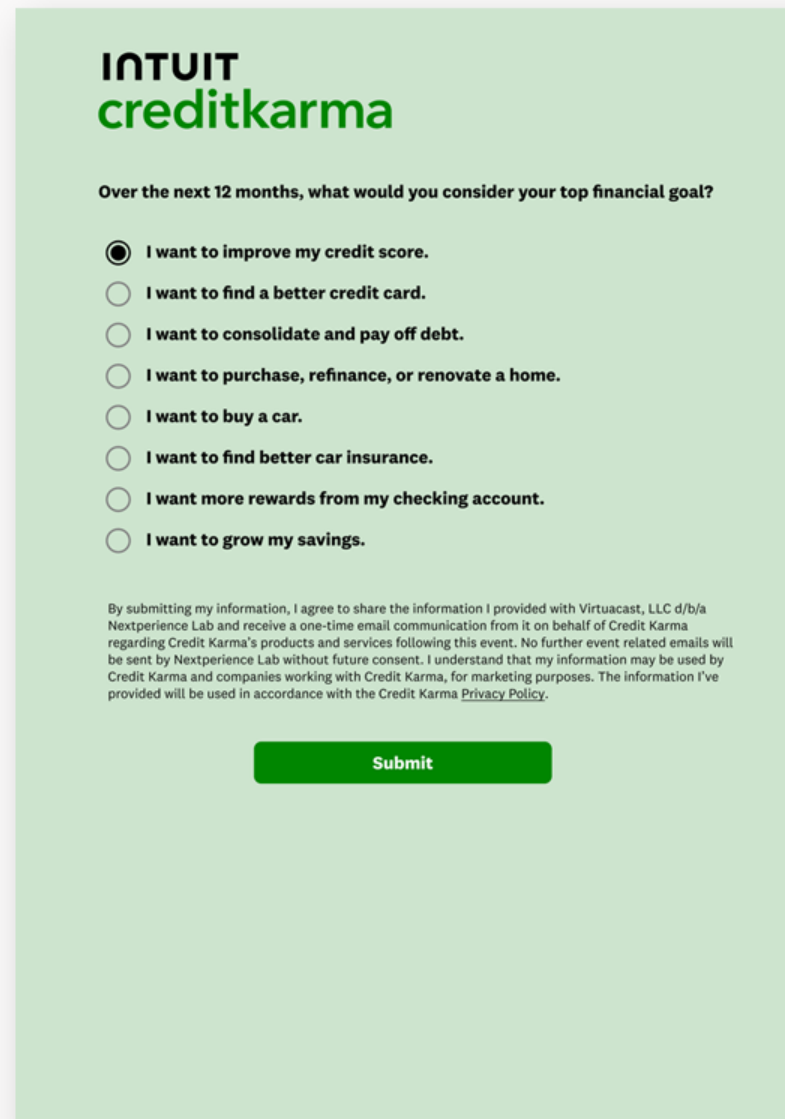 INTUIT
creditkarma
Over the next 12 months, what would you consider your top financial goal?
I want to improve my credit score.
I want to find a better credit card.
I want to consolidate and pay off debt.
I want to purchase, refinance, or renovate a home.
I want to buy a car.
I want to find better car insurance.
I want more rewards from my checking account.
I want to grow my savings.
By submitting my information, I agree to share the information I provided with Virtuacast, LLC d/b/a
Nextperience Lab and receive a one-time email communication from it on behalf of Credit Karma
regarding Credit Karma's products and services following this event. No further event related emails will
be sent by Nextperience Lab without future consent. I understand that my information may be used by
Credit Karma and companies working with Credit Karma, for marketing purposes. The information I've
provided will be used in accordance with the Credit Karma Privacy Policy.
Submit